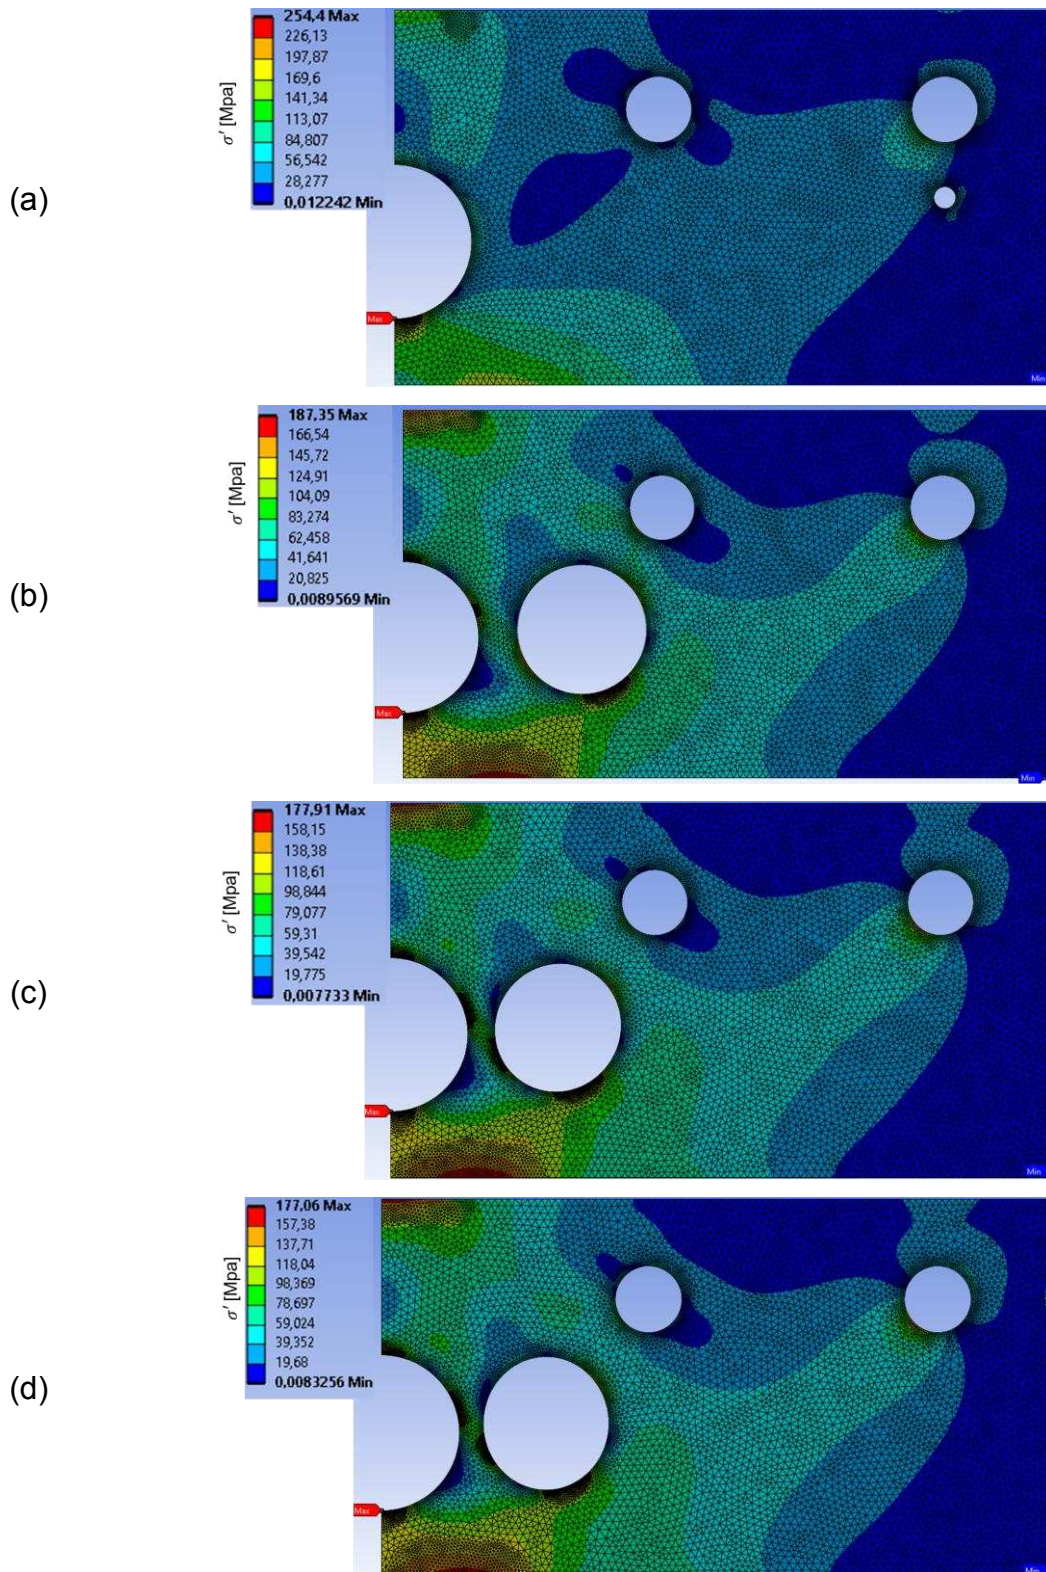 (a)
σ' [Mpa]
254,4 Max
226,13
197,87
169,6
141,34
113,07
84,807
56,542
28,277
0,012242 Min
Max
Min
(b)
σ' [Mpa]
187,35 Max
166,54
145,72
124,91
104,09
83,274
62,458
41,641
20,825
0,0089569 Min
Max
Min
(c)
σ' [Mpa]
177,91 Max
158,15
138,38
118,61
98,844
79,077
59,31
39,542
19,775
0,007733 Min
Max
Min
(d)
σ' [Mpa]
177,06 Max
157,38
137,71
118,04
98,369
78,697
59,024
39,352
19,68
0,0083256 Min
Max
Min